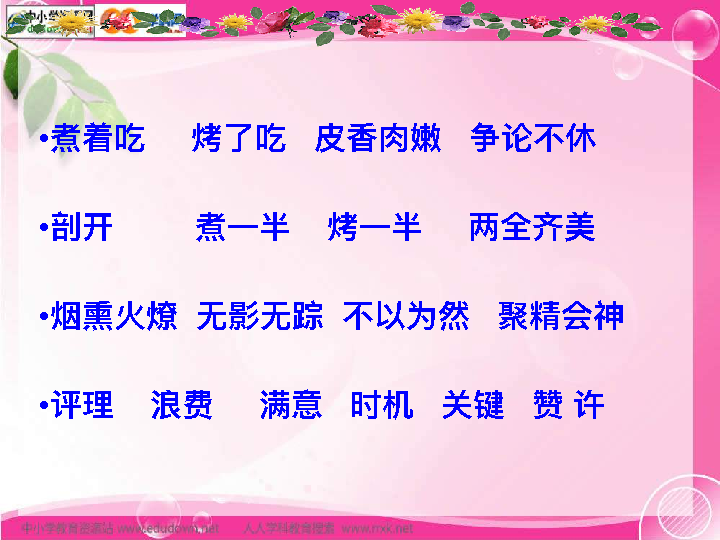 中小学
•煮着吃 烤了吃 皮香肉嫩 争论不休
•剖开 煮一半 烤一半 两全齐美
•烟熏火燎 无影无踪 不以为然 聚精会神
•评理 浪费 满意 时机 关键 赞 许
中小学教育资源站 www.edudown.net 人人学科教育搜索 www.rrxk.net